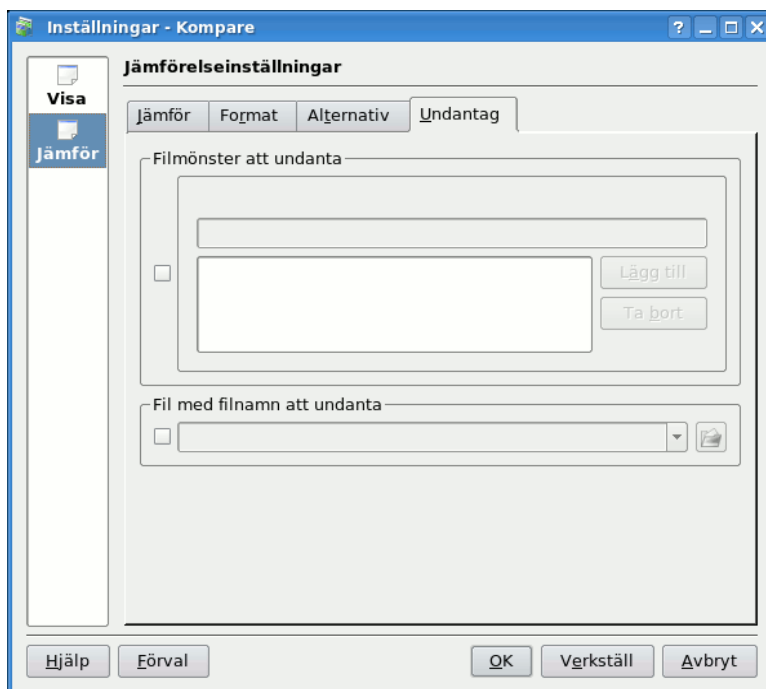 Inställningar - Kompare
Visa
Jämför
Jämförelseinställningar
Jämför Format Alternativ Undantag
Filmönster att undanta
Lägg till
Ta bort
Fil med filnamn att undanta
Hjälp Förval OK Verkställ Avbryt